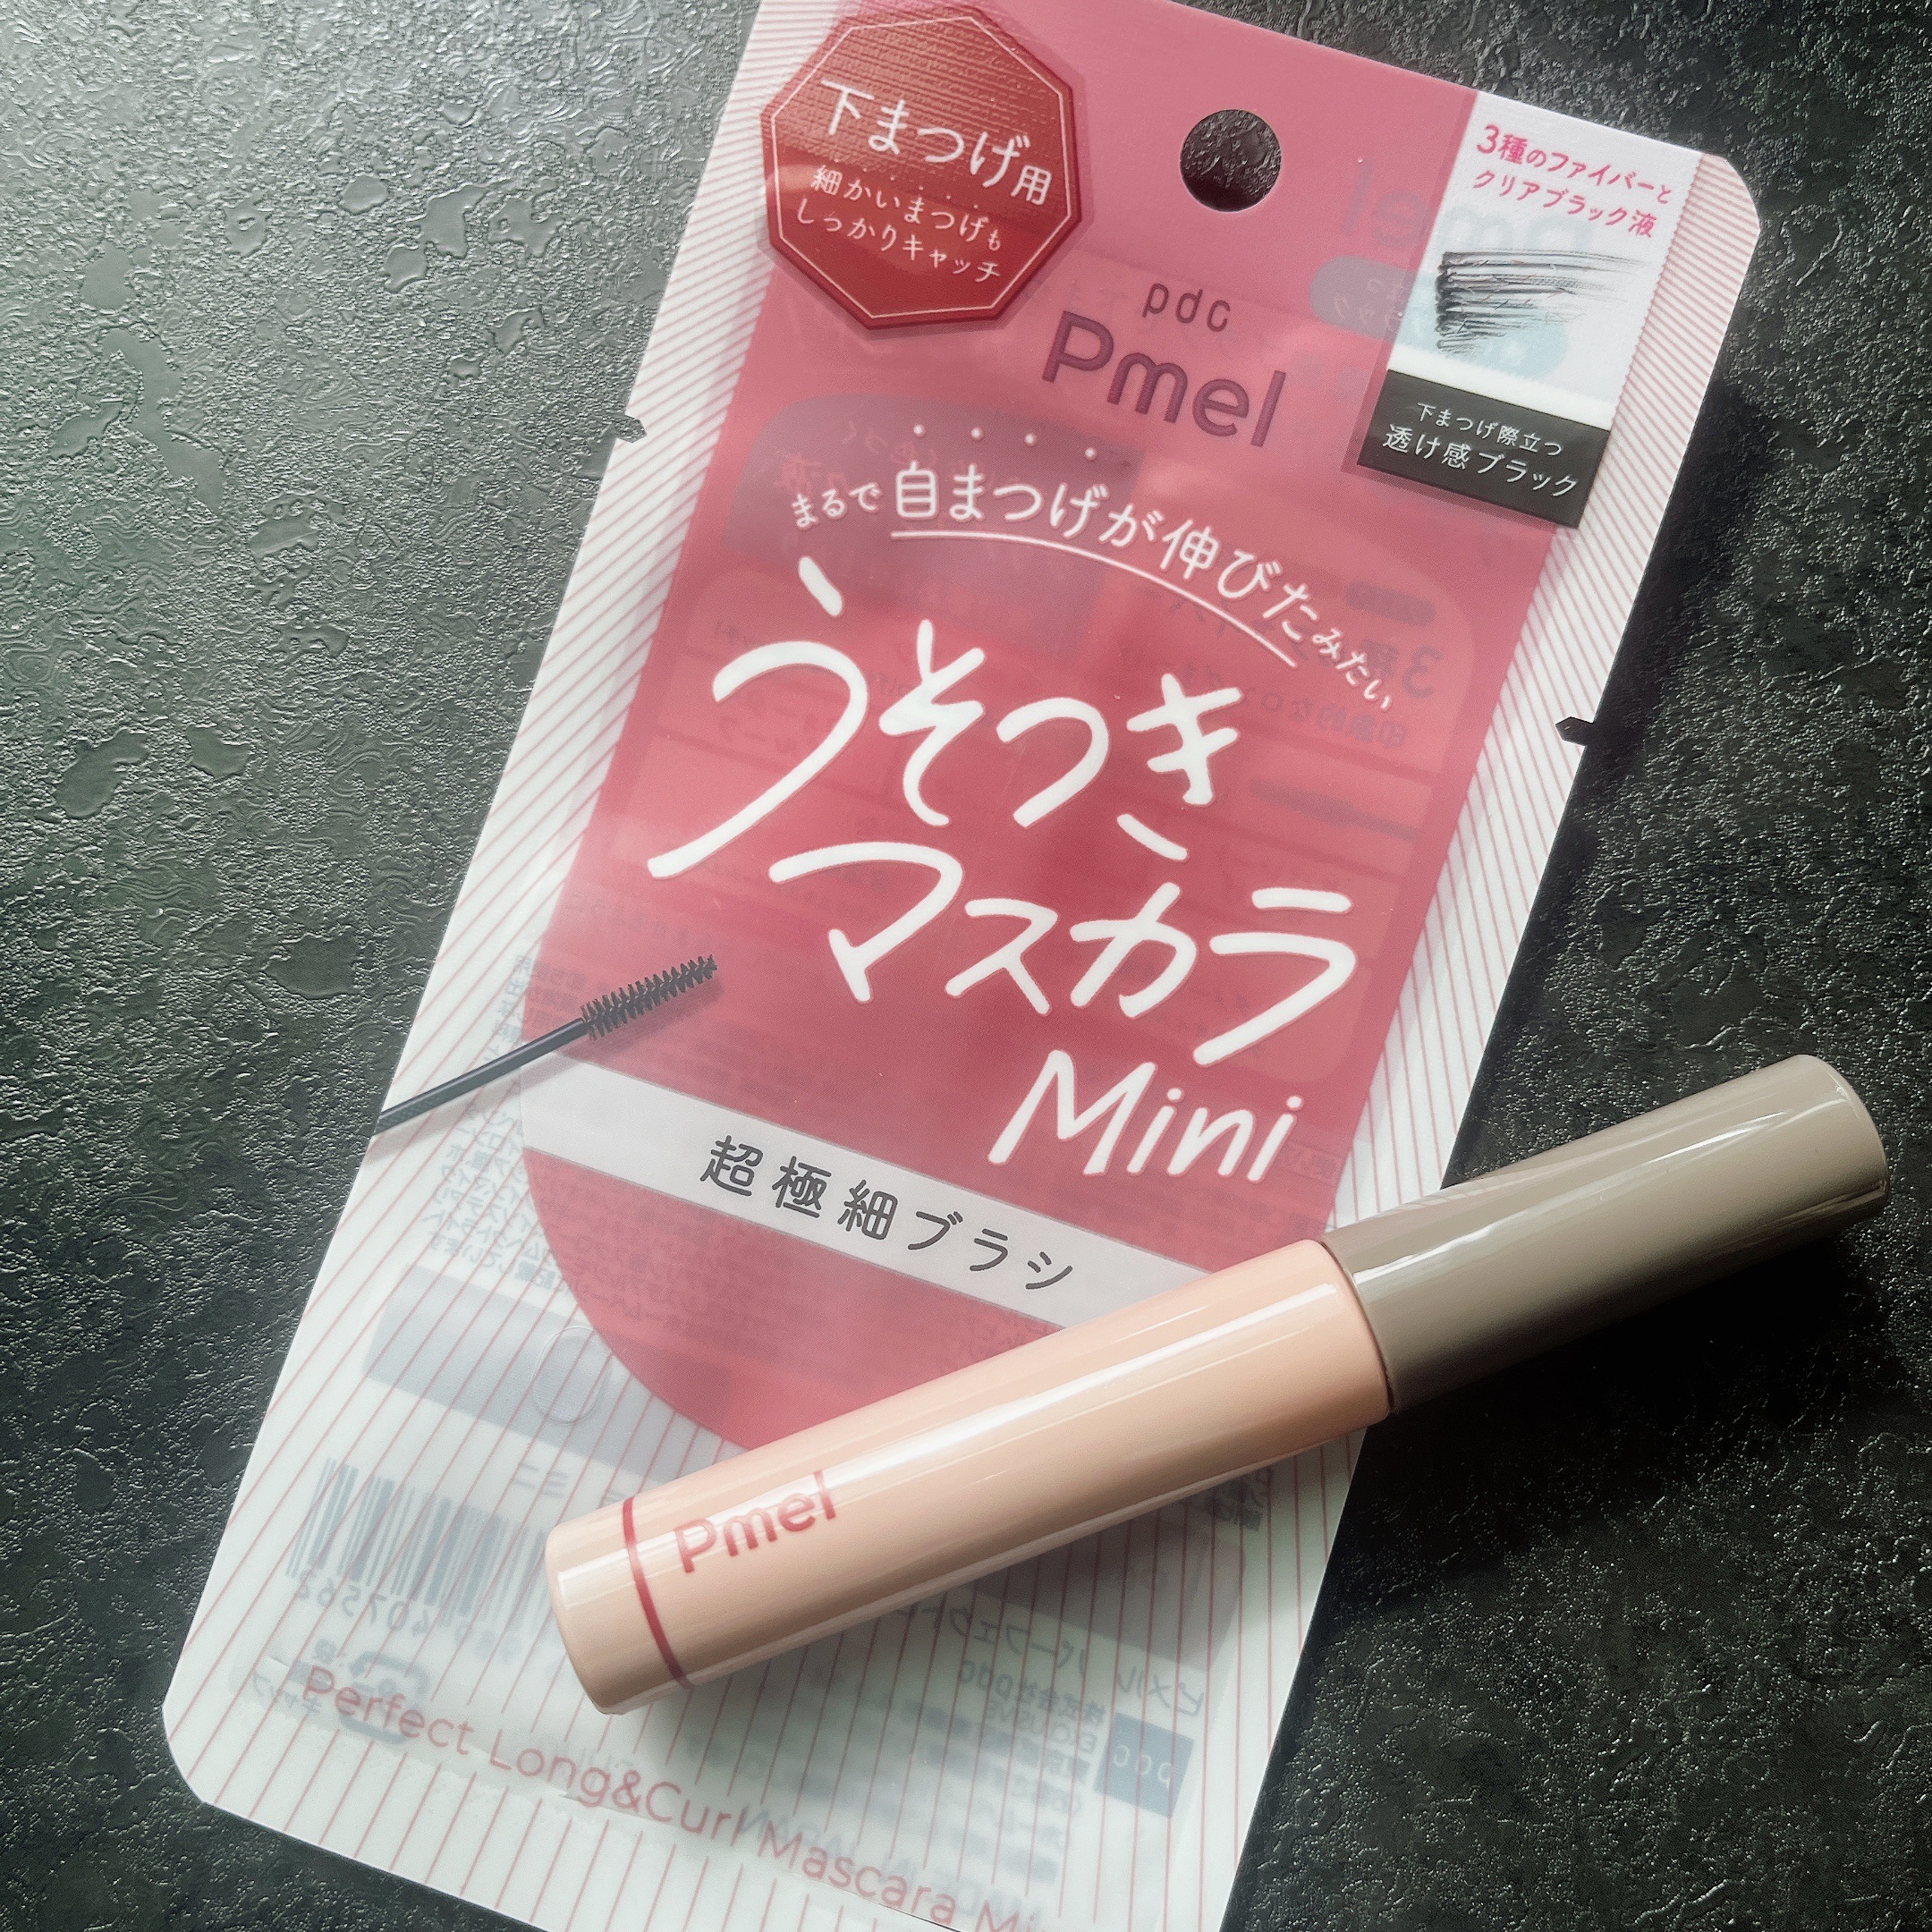 下まつげ用
細かいまつげも
しっかりキャッチ
3種のファイバーと
クリアブラック液
下まつげ際立つ
透け感ブラック
pdc
Pmel
まるで自まつげが伸びたみたい
うそつき
マスカラ
Mini
超極細ブラシ
Pmel
Perfect Long&Curl Mascara